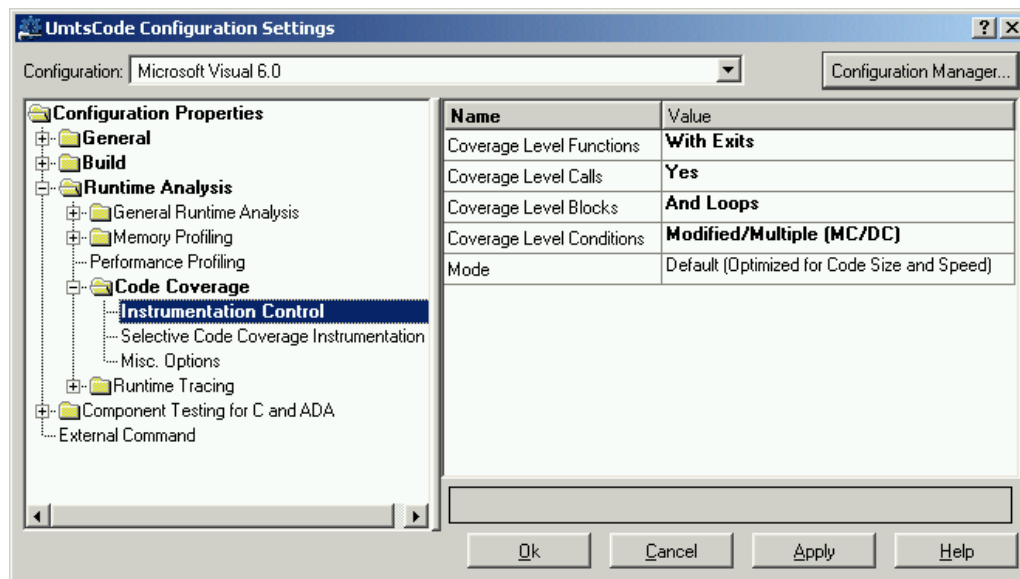 UmtsCode Configuration Settings
Configuration: Microsoft Visual 6.0 Configuration Manager...
Configuration Properties
General
Build
Runtime Analysis
General Runtime Analysis
Memory Profiling
Performance Profiling
Code Coverage
Instrumentation Control
Selective Code Coverage Instrumentation
Misc. Options
Runtime Tracing
Component Testing for C and ADA
External Command
Name Value
Coverage Level Functions With Exits
Coverage Level Calls Yes
Coverage Level Blocks And Loops
Coverage Level Conditions Modified/Multiple (MC/DC)
Mode Default (Optimized for Code Size and Speed)
Ok Cancel Apply Help